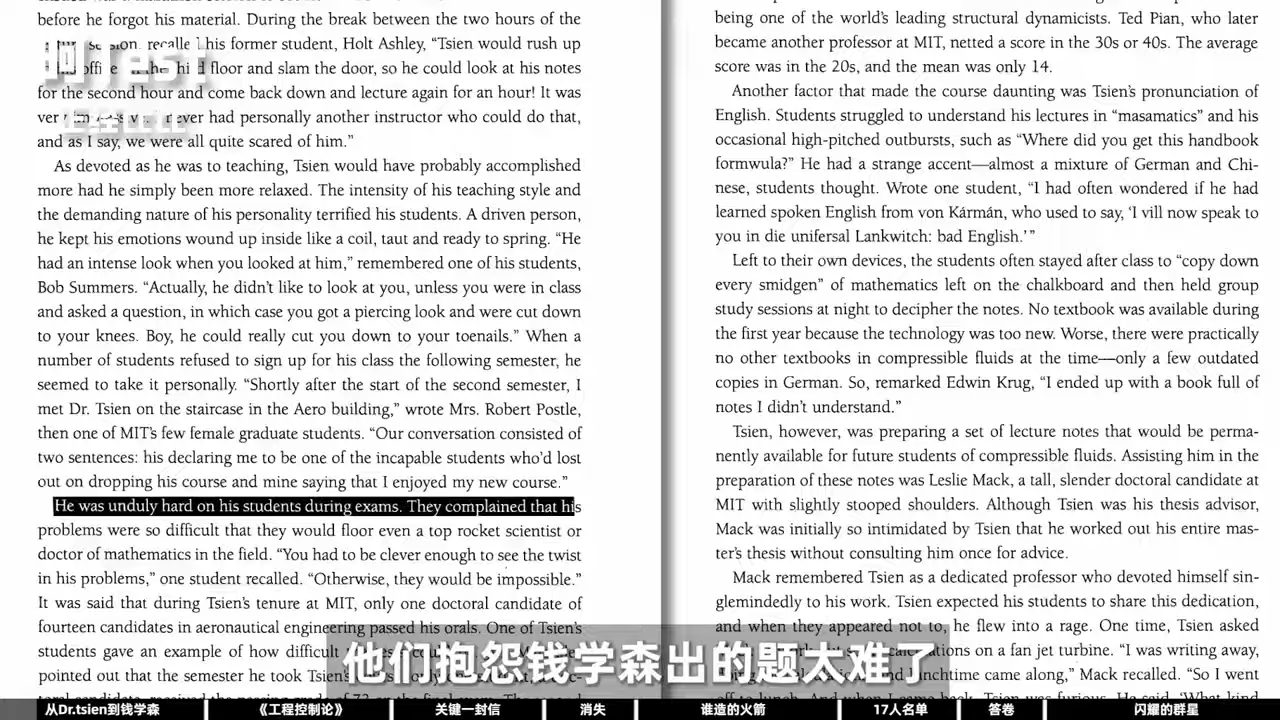 before he forgot his material. During the break between the two hours of the
session, recalled his former student, Holt Ashley, “Tsien would rush up
floor and slam the door, so he could look at his notes
for the second hour and come back down and lecture again for an hour! It was
never had personally another instructor who could do that,
and as I say, we were all quite scared of him.”
As devoted as he was to teaching, Tsien would have probably accomplished
more had he simply been more relaxed. The intensity of his teaching style and
the demanding nature of his personality terrified his students. A driven person,
he kept his emotions wound up inside like a coil, taut and ready to spring. “He
had an intense look when you looked at him,” remembered one of his students,
Bob Summers. “Actually, he didn’t like to look at you, unless you were in class
and asked a question, in which case you got a piercing look and were cut down
to your knees. Boy, he could really cut you down to your toenails.” When a
number of students refused to sign up for his class the following semester, he
seemed to take it personally. “Shortly after the start of the second semester, I
met Dr. Tsien on the staircase in the Aero building,” wrote Mrs. Robert Postle,
then one of MIT’s few female graduate students. “Our conversation consisted of
two sentences: his declaring me to be one of the incapable students who’d lost
out on dropping his course and mine saying that I enjoyed my new course.”
He was unduly hard on his students during exams. They complained that his
problems were so difficult that they would floor even a top rocket scientist or
doctor of mathematics in the field. “You had to be clever enough to see the twist
in his problems,” one student recalled. “Otherwise, they would be impossible.”
It was said that during Tsien’s tenure at MIT, only one doctoral candidate of
fourteen candidates in aeronautical engineering passed his orals. One of Tsien’s
students gave an example of how difficult
pointed out that the semester he took Tsien’s
being one of the world’s leading structural dynamicists. Ted Pian, who later
became another professor at MIT, netted a score in the 30s or 40s. The average
score was in the 20s, and the mean was only 14.
Another factor that made the course daunting was Tsien’s pronunciation of
English. Students struggled to understand his lectures in “masamatics” and his
occasional high-pitched outbursts, such as “Where did you get this handbook
formwula?” He had a strange accent—almost a mixture of German and Chi-
nese, students thought. Wrote one student, “I had often wondered if he had
learned spoken English from von Kármán, who used to say, ‘I vill now speak to
you in die unifersal Lankwitch: bad English.’”
Left to their own devices, the students often stayed after class to “copy down
every smidgen” of mathematics left on the chalkboard and then held group
study sessions at night to decipher the notes. No textbook was available during
the first year because the technology was too new. Worse, there were practically
no other textbooks in compressible fluids at the time—only a few outdated
copies in German. So, remarked Edwin Krug, “I ended up with a book full of
notes I didn’t understand.”
Tsien, however, was preparing a set of lecture notes that would be perma-
nently available for future students of compressible fluids. Assisting him in the
preparation of these notes was Leslie Mack, a tall, slender doctoral candidate at
MIT with slightly stooped shoulders. Although Tsien was his thesis advisor,
Mack was initially so intimidated by Tsien that he worked out his entire mas-
ter’s thesis without consulting him once for advice.
Mack remembered Tsien as a dedicated professor who devoted himself sin-
glemindedly to his work. Tsien expected his students to share this dedication,
and when they appeared not to, he flew into a rage. One time, Tsien asked
on a fan jet turbine. “I was writing away,
time came along,” Mack recalled. “So I went
他们抱怨钱学森出的题太难了
从Dr.tsien到钱学森
《工程控制论》
关键一封信
消失
谁造的火箭
17人名单
答卷
闪耀的群星